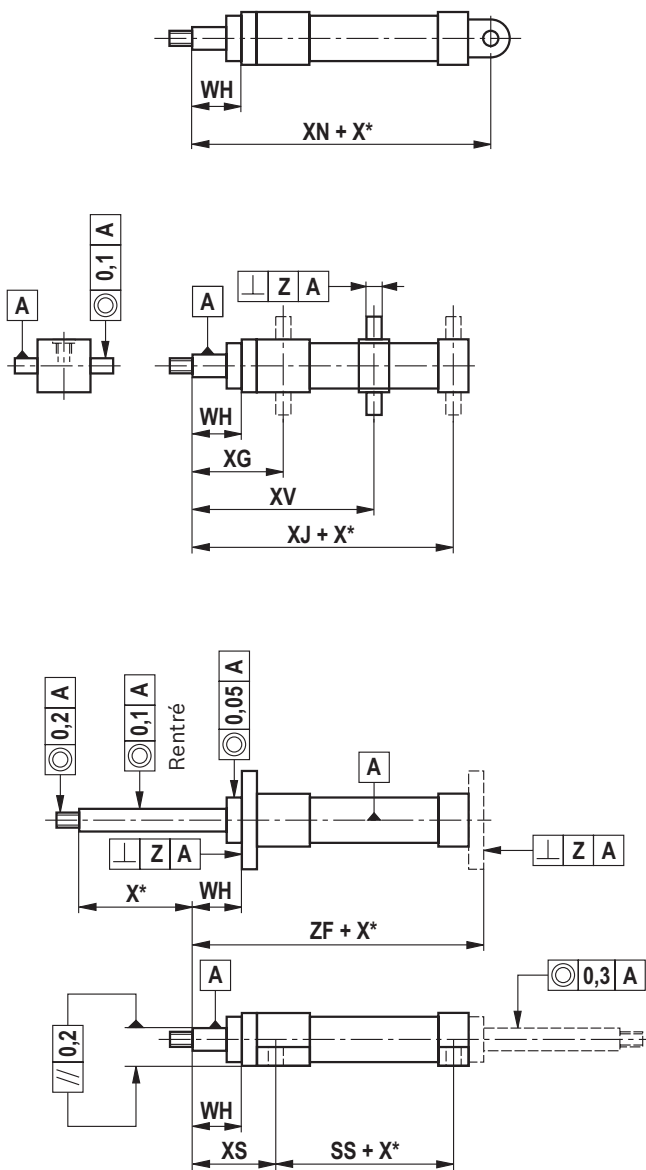 WH
XN + X*
◎ 0,1 A
A
A
⊥ Z A
WH
XG
XV
XJ + X*
◎ 0,2 A
◎ 0,1 A
Rentré
◎ 0,05 A
A
⊥ Z A
⊥ Z A
X*
WH
ZF + X*
A
◎ 0,3 A
// 0,2
WH
XS
SS + X*